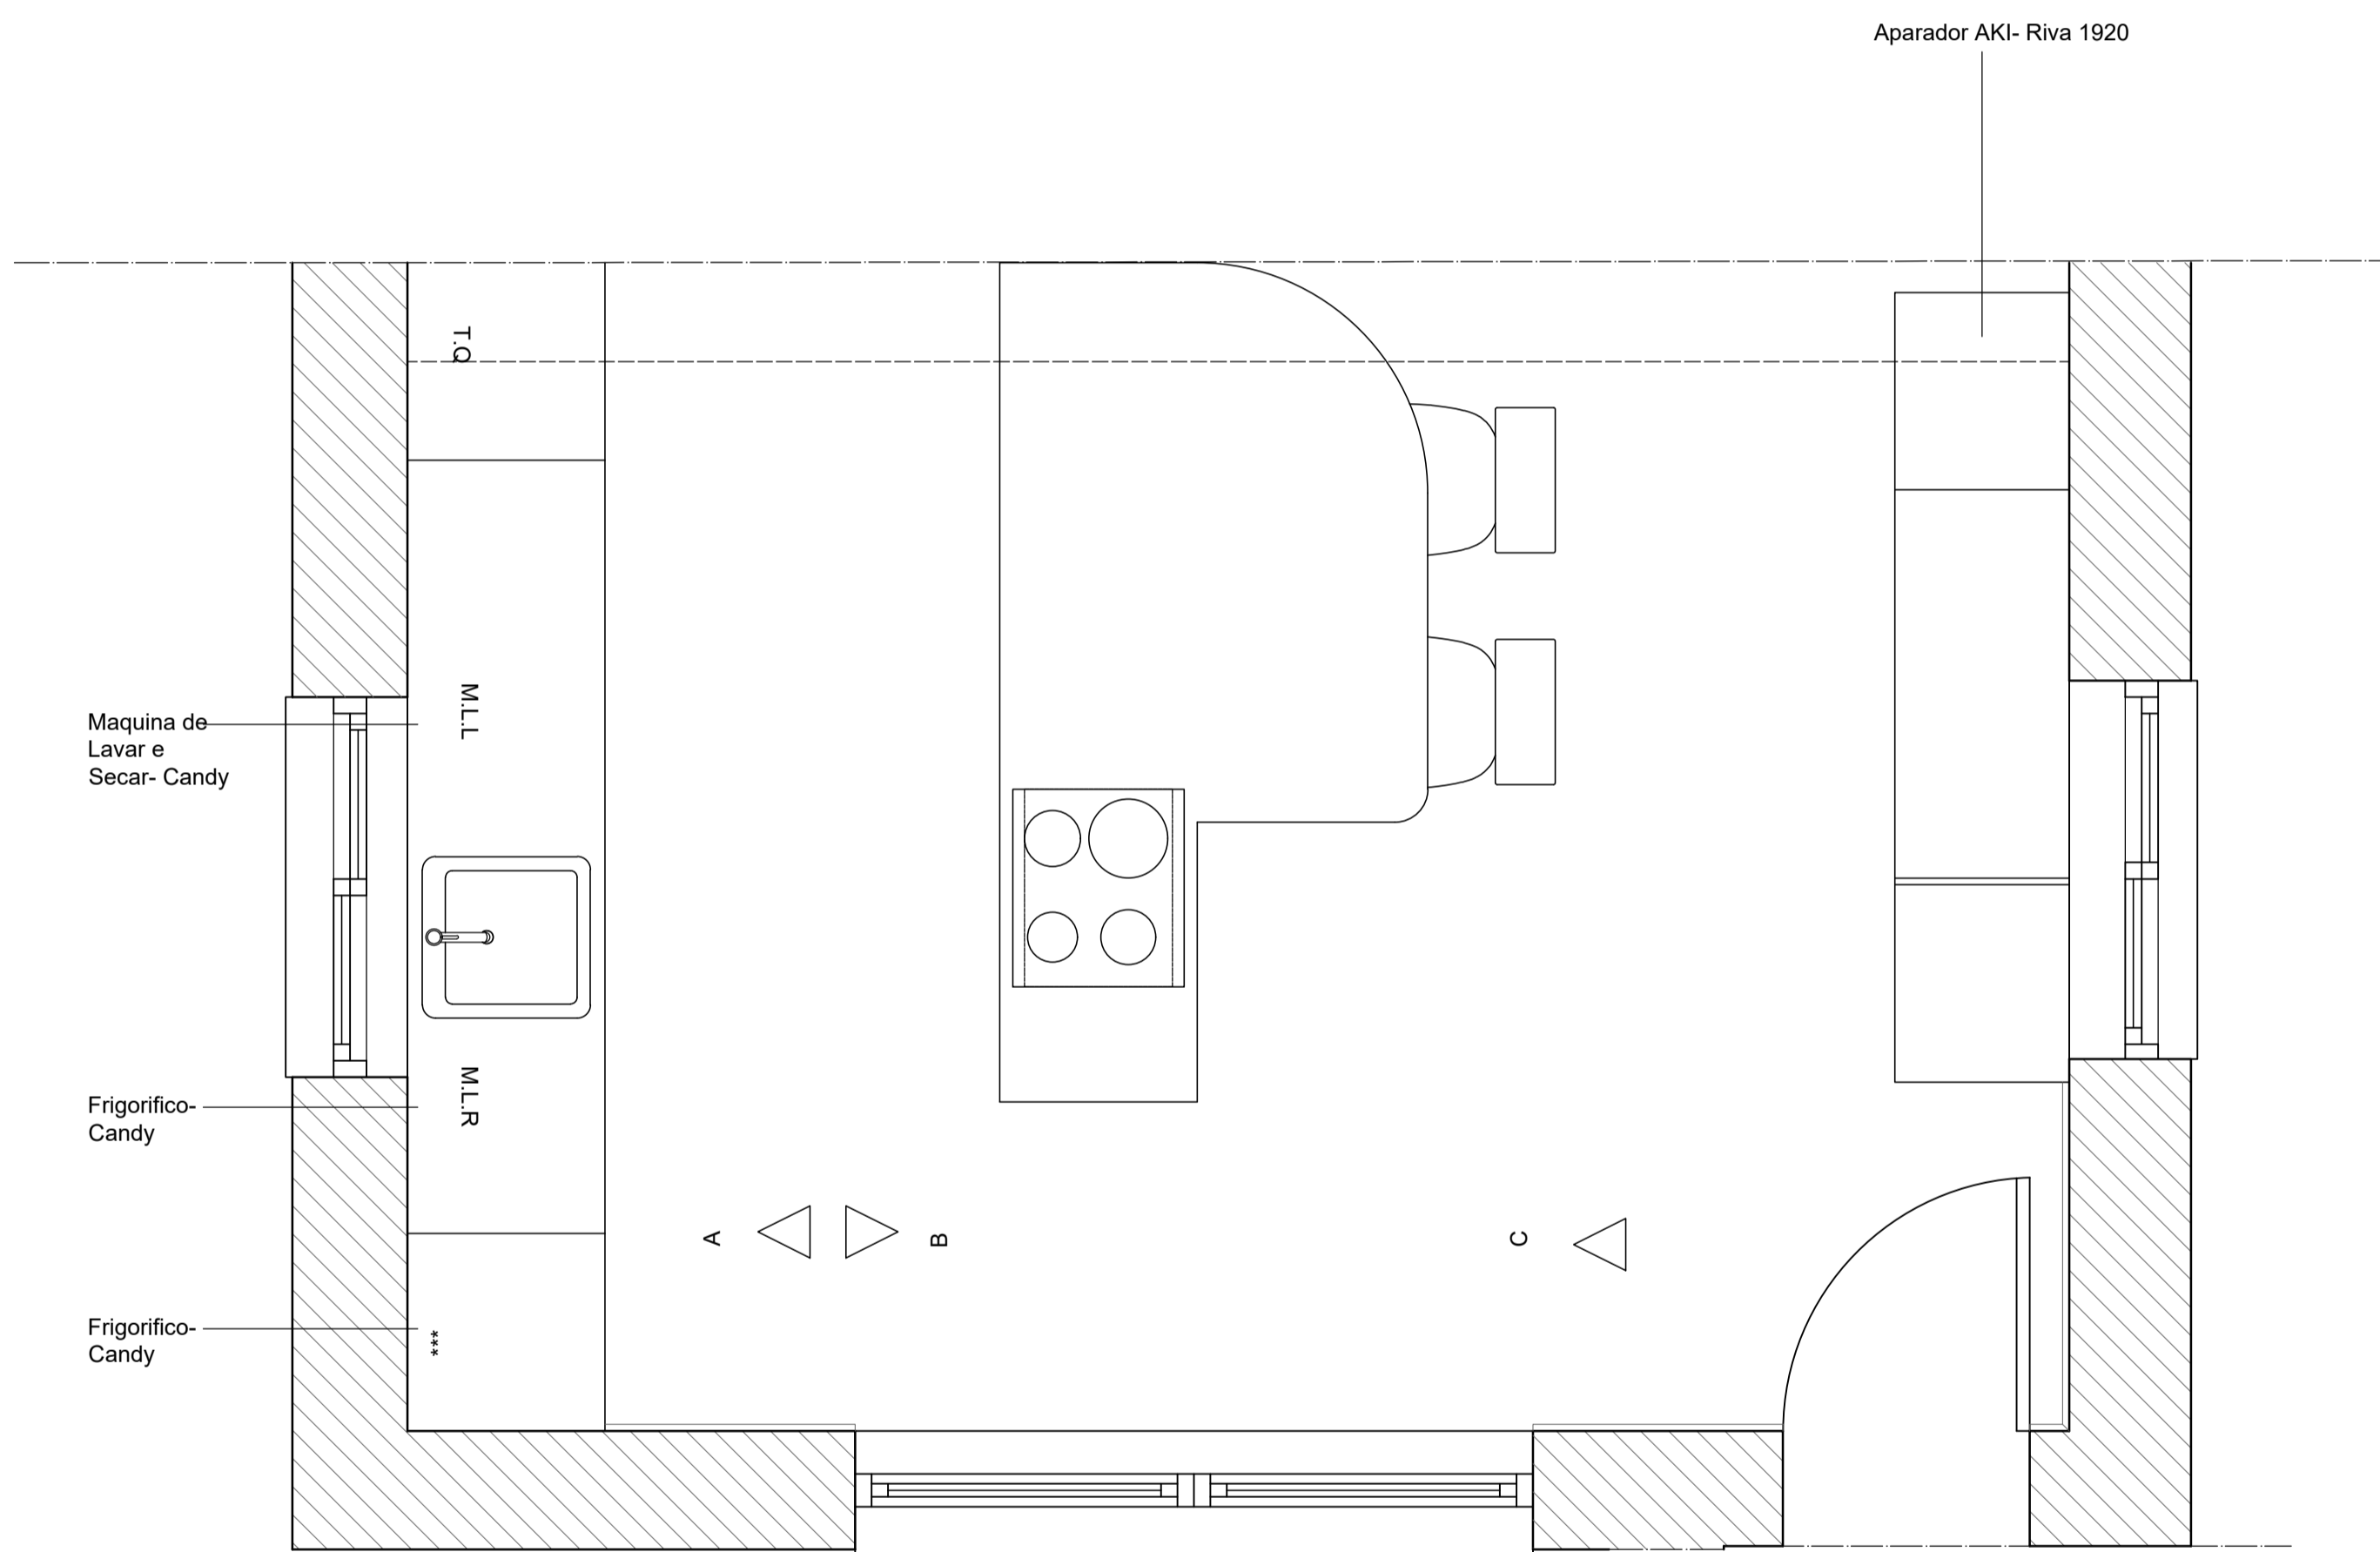 Aparador AKI- Riva 1920
T.Q
M.L.L
Maquina de
Lavar e
Secar- Candy
M.L.R
Frigorifico-
Candy
A
B
C
Frigorifico-
Candy
***